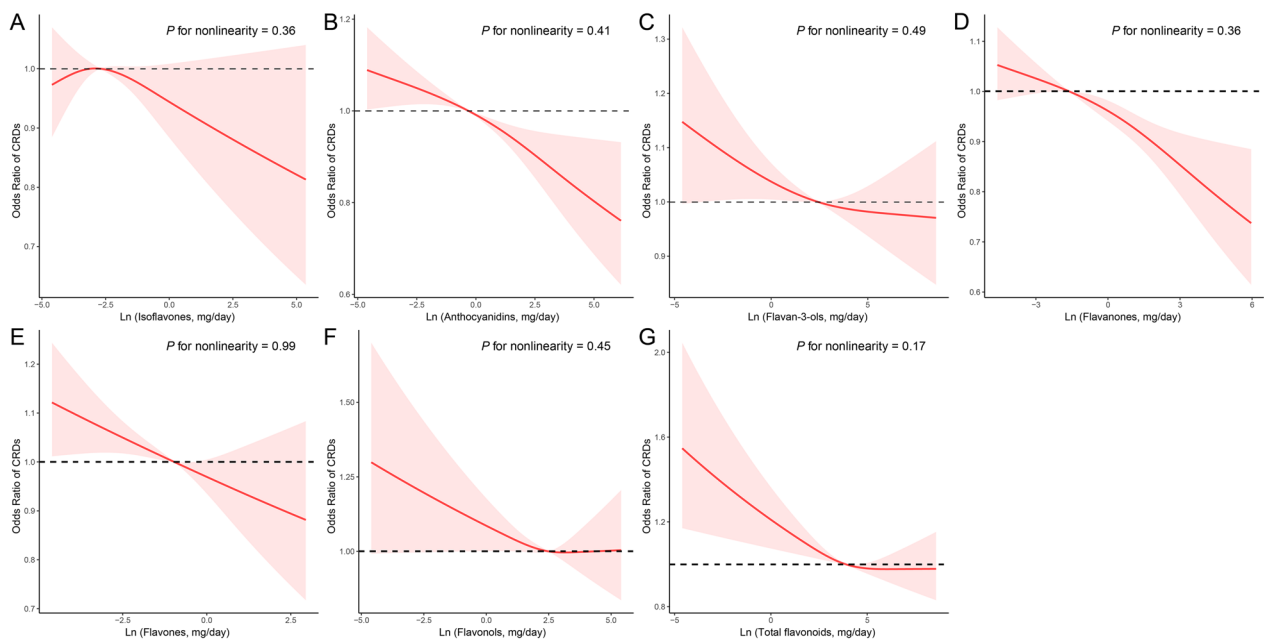 A
P for nonlinearity = 0.36
Odds Ratio of CRDs
1.0
0.9
0.8
0.7
−5.0
−2.5
0.0
2.5
5.0
Ln (Isoflavones, mg/day)
B
P for nonlinearity = 0.41
Odds Ratio of CRDs
1.2
1.0
0.8
0.6
−5.0
−2.5
0.0
2.5
5.0
Ln (Anthocyanidins, mg/day)
C
P for nonlinearity = 0.49
Odds Ratio of CRDs
1.3
1.2
1.1
1.0
0.9
−5
0
5
Ln (Flavan-3-ols, mg/day)
D
P for nonlinearity = 0.36
Odds Ratio of CRDs
1.1
1.0
0.9
0.8
0.7
0.6
−3
0
3
6
Ln (Flavanones, mg/day)
E
P for nonlinearity = 0.99
Odds Ratio of CRDs
1.2
1.1
1.0
0.9
0.8
0.7
−2.5
0.0
2.5
Ln (Flavones, mg/day)
F
P for nonlinearity = 0.45
Odds Ratio of CRDs
1.50
1.25
1.00
−5.0
−2.5
0.0
2.5
5.0
Ln (Flavonols, mg/day)
G
P for nonlinearity = 0.17
Odds Ratio of CRDs
2.0
1.6
1.2
0.8
−5
0
5
Ln (Total flavonoids, mg/day)